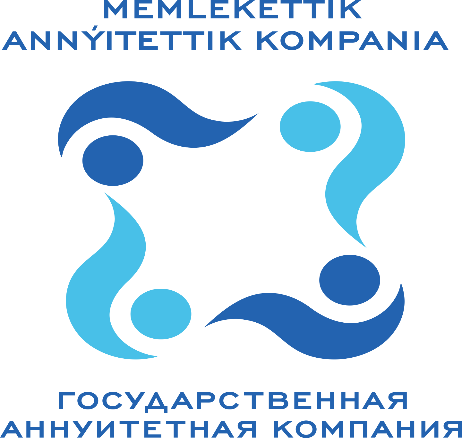 MEMLEKETTIK
ANNÝITETTIK KOMPANIA
ГОСУДАРСТВЕННАЯ
АННУИТЕТНАЯ КОМПАНИЯ